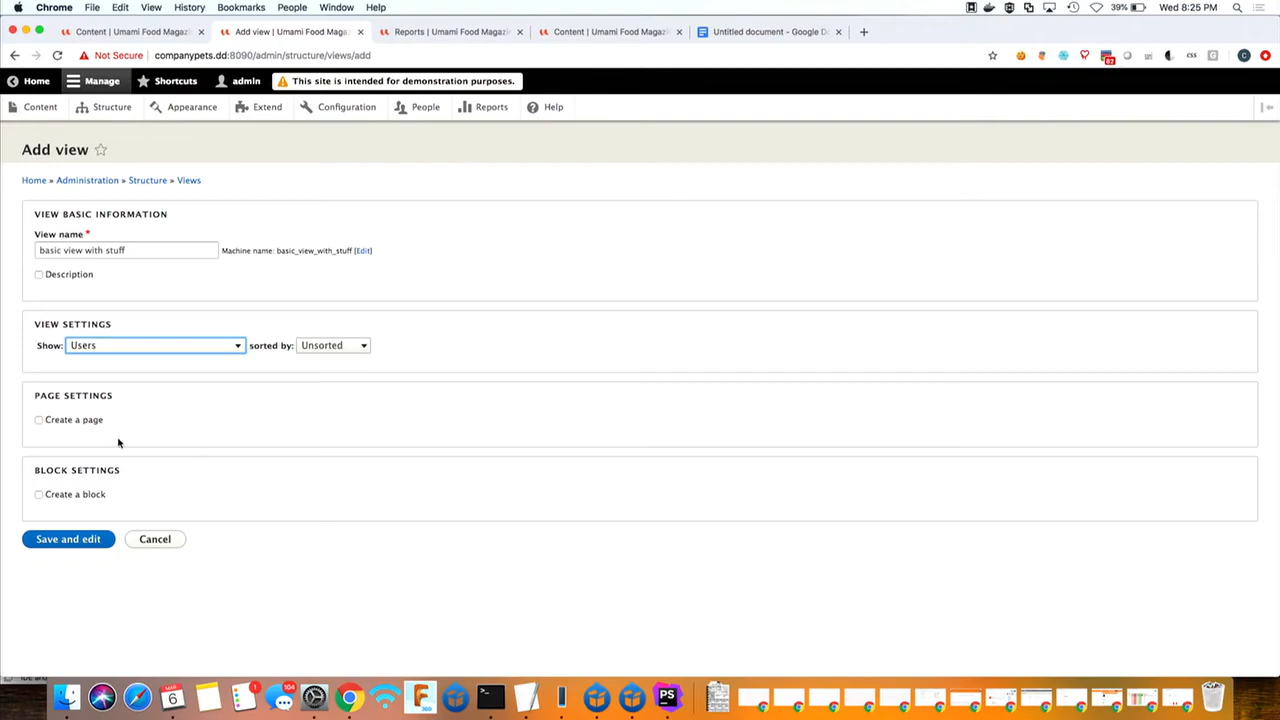 Chrome File Edit View History Bookmarks People Window Help 39% Wed 8:25 PM
Content | Umami Food Magazi Add view | Umami Food Magaz Reports | Umami Food Magazi Content | Umami Food Magazi Untitled document - Google D
Not Secure companypets.dd:8090/admin/structure/views/add
Home Manage Shortcuts admin This site is intended for demonstration purposes.
Content Structure Appearance Extend Configuration People Reports Help
Add view
Home » Administration » Structure » Views
VIEW BASIC INFORMATION
View name *
basic view with stuff Machine name: basic_view_with_stuff [Edit]
Description
VIEW SETTINGS
Show: Users sorted by: Unsorted
PAGE SETTINGS
Create a page
BLOCK SETTINGS
Create a block
Save and edit Cancel